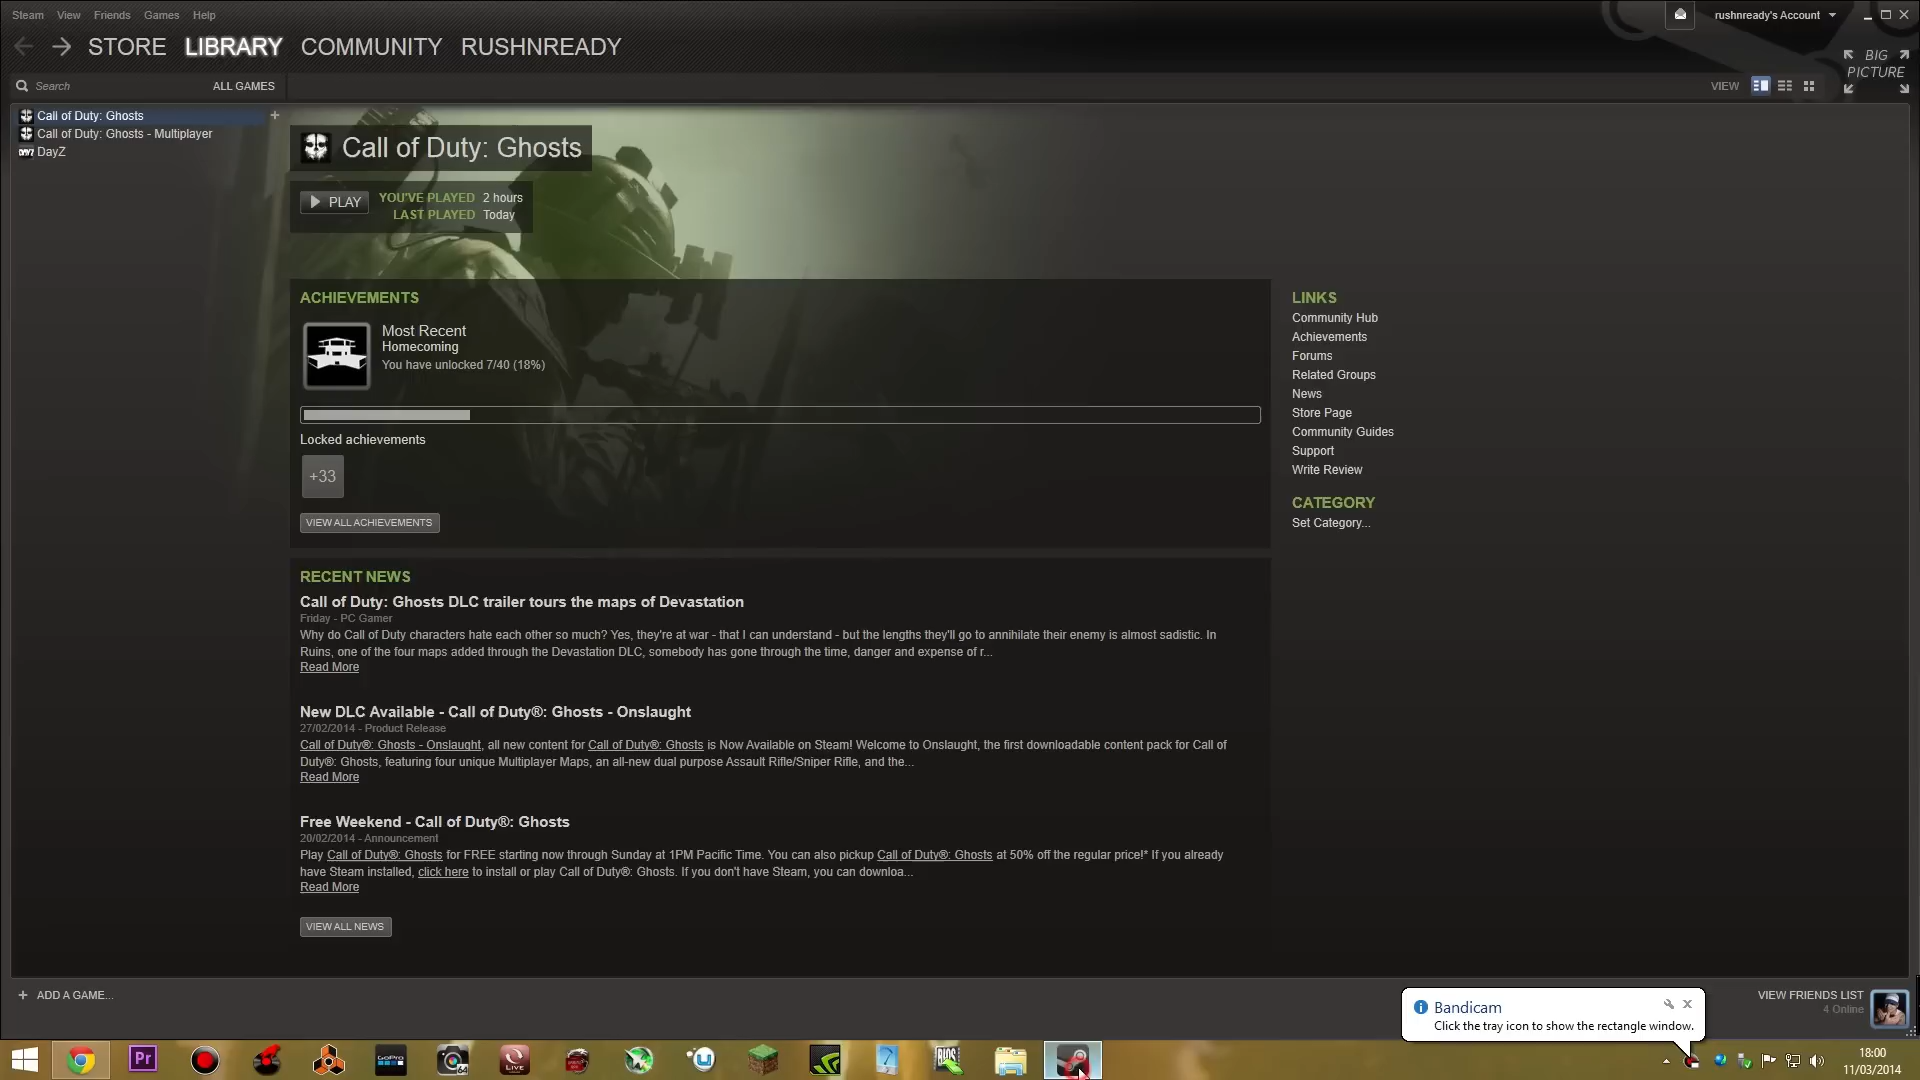 Steam View Friends Games Help
rushnready's Account
STORE LIBRARY COMMUNITY RUSHNREADY
BIG PICTURE
Search ALL GAMES
VIEW
Call of Duty: Ghosts
Call of Duty: Ghosts - Multiplayer
DayZ
Call of Duty: Ghosts
PLAY
YOU'VE PLAYED 2 hours
LAST PLAYED Today
ACHIEVEMENTS
Most Recent
Homecoming
You have unlocked 7/40 (18%)
Locked achievements
+33
VIEW ALL ACHIEVEMENTS
LINKS
Community Hub
Achievements
Forums
Related Groups
News
Store Page
Community Guides
Support
Write Review
CATEGORY
Set Category...
RECENT NEWS
Call of Duty: Ghosts DLC trailer tours the maps of Devastation
Friday - PC Gamer
Why do Call of Duty characters hate each other so much? Yes, they're at war - that I can understand - but the lengths they'll go to annihilate their enemy is almost sadistic. In
Ruins, one of the four maps added through the Devastation DLC, somebody has gone through the time, danger and expense of r...
Read More
New DLC Available - Call of Duty®: Ghosts - Onslaught
27/02/2014 - Product Release
Call of Duty®: Ghosts - Onslaught, all new content for Call of Duty®: Ghosts is Now Available on Steam! Welcome to Onslaught, the first downloadable content pack for Call of
Duty®: Ghosts, featuring four unique Multiplayer Maps, an all-new dual purpose Assault Rifle/Sniper Rifle, and the...
Read More
Free Weekend - Call of Duty®: Ghosts
20/02/2014 - Announcement
Play Call of Duty®: Ghosts for FREE starting now through Sunday at 1PM Pacific Time. You can also pickup Call of Duty®: Ghosts at 50% off the regular price!* If you already
have Steam installed, click here to install or play Call of Duty®: Ghosts. If you don't have Steam, you can downloa...
Read More
VIEW ALL NEWS
+ ADD A GAME...
VIEW FRIENDS LIST
4 Online
Bandicam
Click the tray icon to show the rectangle window.
Pr
GoPro
64
LIVE
BLOG
18:00
11/03/2014